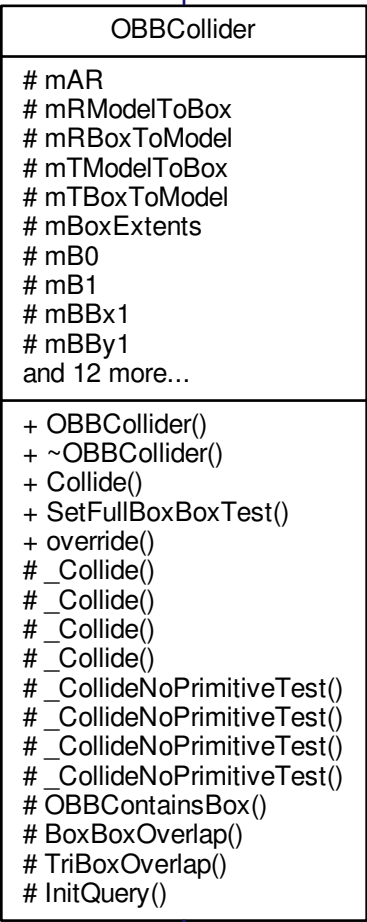 OBBCollider
# mAR
# mRModelToBox
# mRBoxToModel
# mTModelToBox
# mTBoxToModel
# mBoxExtents
# mB0
# mB1
# mBBx1
# mBBy1
and 12 more...
+ OBBCollider()
+ ~OBBCollider()
+ Collide()
+ SetFullBoxBoxTest()
+ override()
# _Collide()
# _Collide()
# _Collide()
# _Collide()
# _CollideNoPrimitiveTest()
# _CollideNoPrimitiveTest()
# _CollideNoPrimitiveTest()
# _CollideNoPrimitiveTest()
# OBBContainsBox()
# BoxBoxOverlap()
# TriBoxOverlap()
# InitQuery()